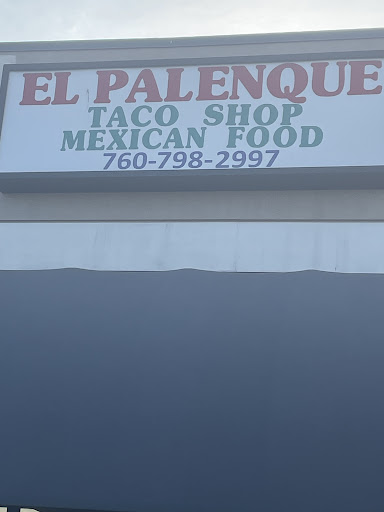 EL PALENQUE
TACO SHOP
MEXICAN FOOD
760-798-2997